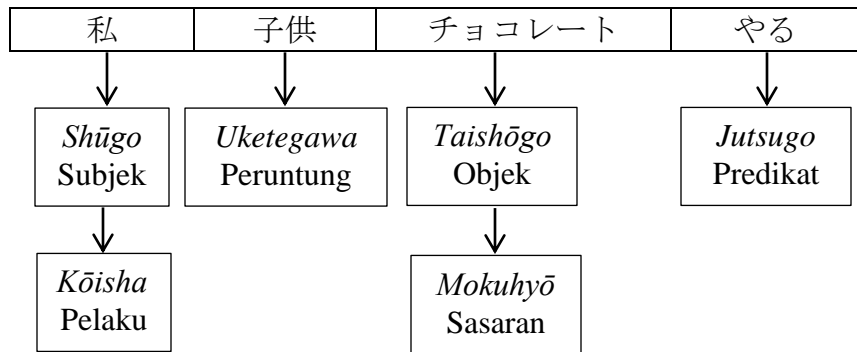 私 子供 チョコレート やる
Shūgo
Subjek
Uketegawa
Peruntung
Taishōgo
Objek
Jutsugo
Predikat
Kōisha
Pelaku
Mokuhyō
Sasaran